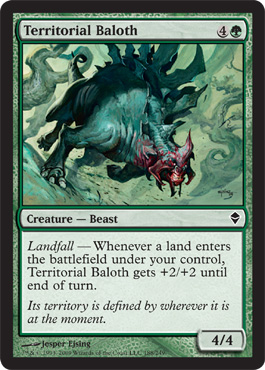 Territorial Baloth 4
Creature — Beast
Landfall — Whenever a land enters
the battlefield under your control,
Territorial Baloth gets +2/+2 until
end of turn.
Its territory is defined by wherever it is
at the moment.
Jesper Ejsing
4/4